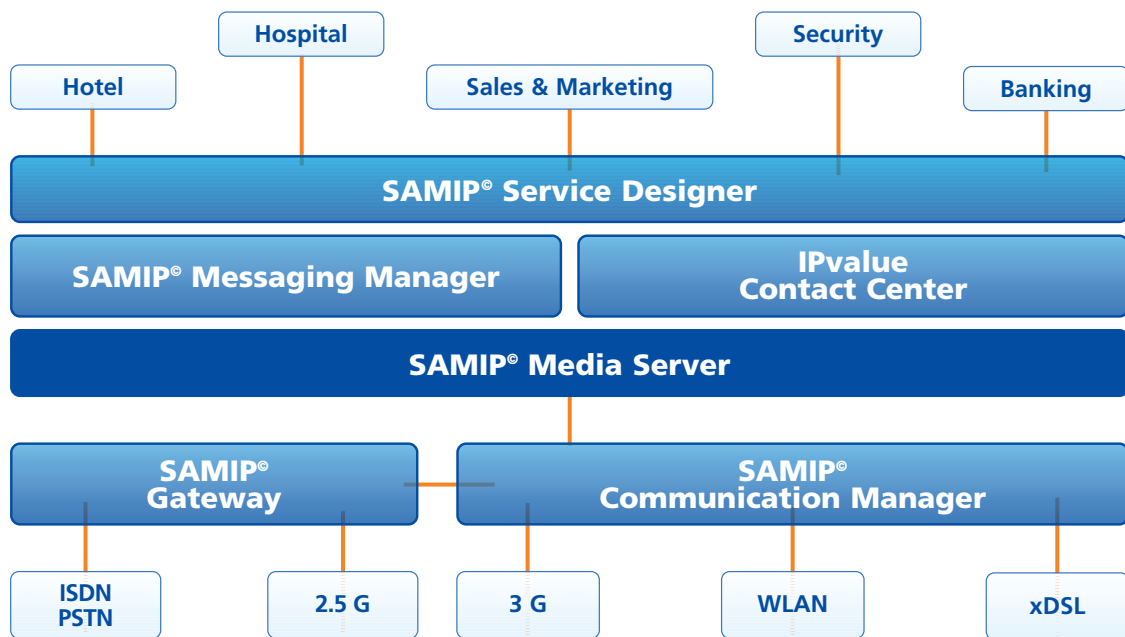 Hospital
Security
Hotel
Sales & Marketing
Banking
SAMIP© Service Designer
SAMIP© Messaging Manager
IPvalue
Contact Center
SAMIP© Media Server
SAMIP©
Gateway
SAMIP©
Communication Manager
ISDN
PSTN
2.5 G
3 G
WLAN
xDSL